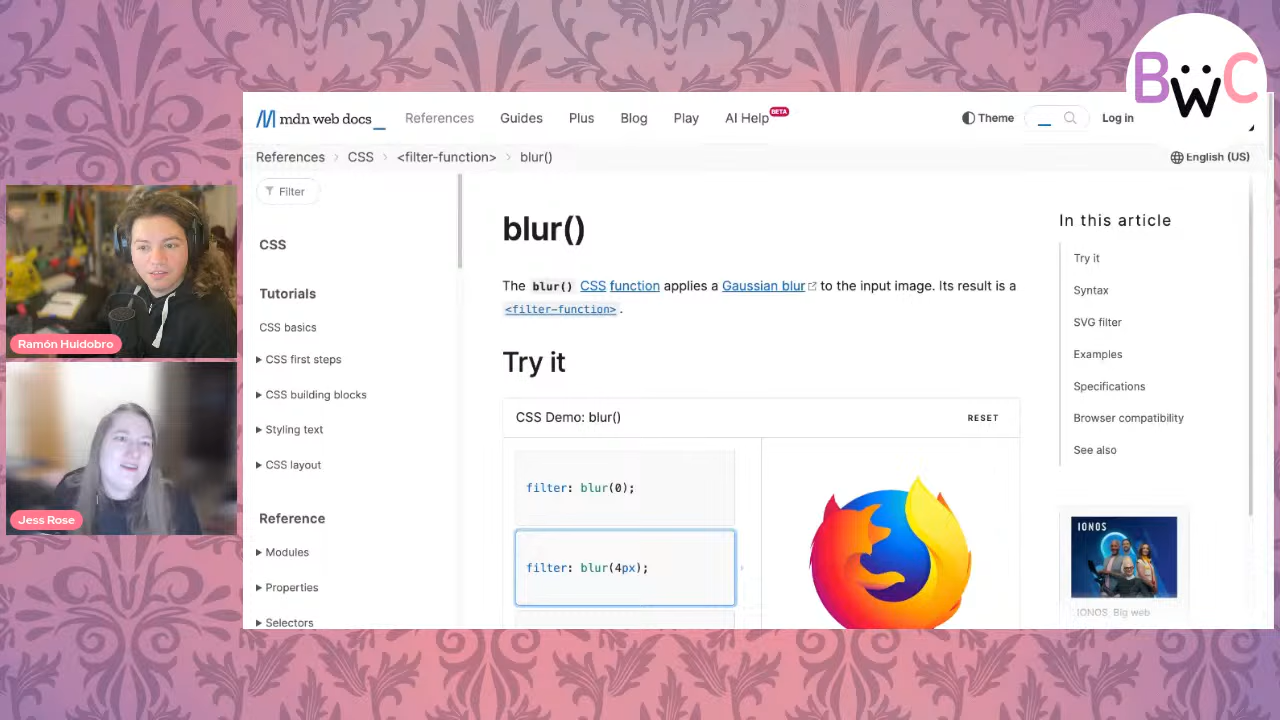 BWC
mdn web docs_
References
Guides
Plus
Blog
Play
AI Help BETA
Theme
Log in
References > CSS > <filter-function> > blur()
English (US)
Filter
CSS
Tutorials
CSS basics
CSS first steps
CSS building blocks
Styling text
CSS layout
Reference
Modules
Properties
Selectors
blur()
The blur() CSS function applies a Gaussian blur to the input image. Its result is a
<filter-function>.
Try it
CSS Demo: blur()
RESET
filter: blur(0);
filter: blur(4px);
In this article
Try it
Syntax
SVG filter
Examples
Specifications
Browser compatibility
See also
IONOS
IONOS. Big web
Ramón Huidobro
Jess Rose